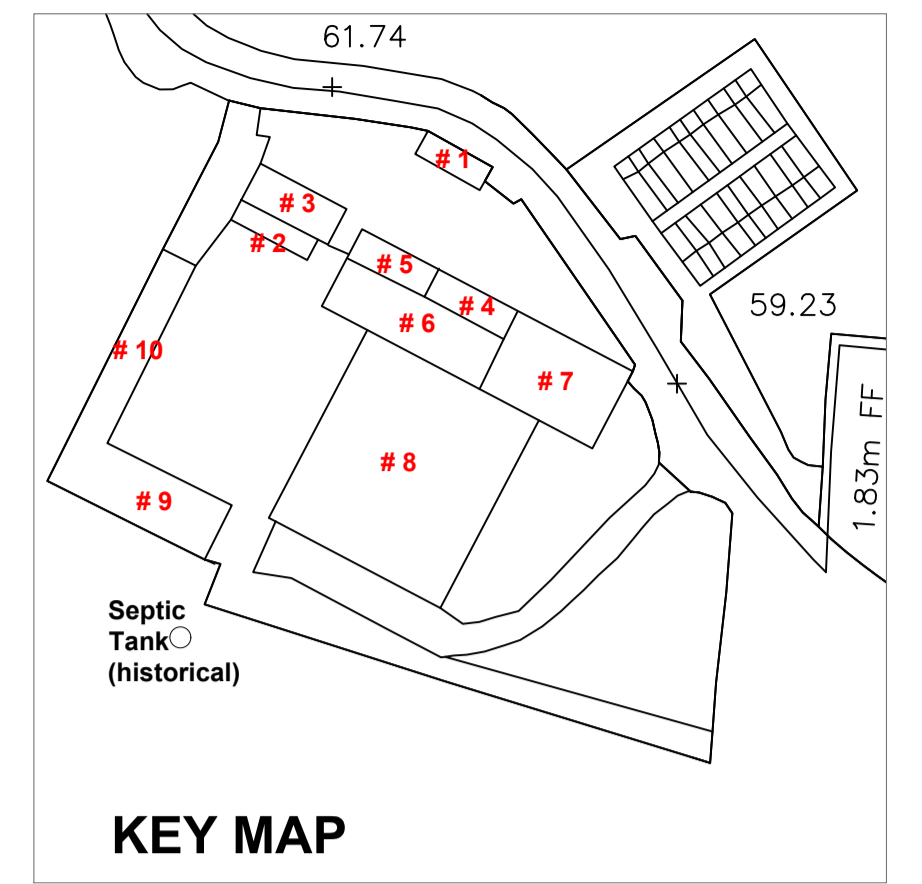 61.74
# 1
# 3
# 2
# 5
# 4
# 6
59.23
# 10
# 7
1.83m FF
# 8
# 9
Septic
Tank
(historical)
KEY MAP